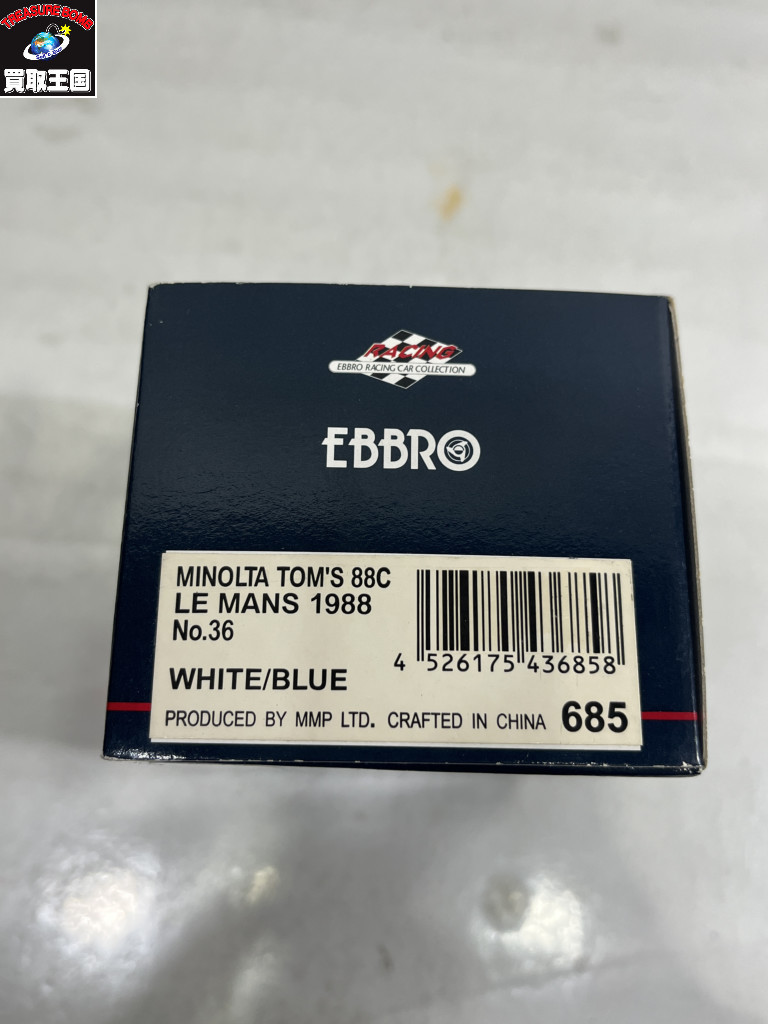 TREASURE BOMB
買取王国
RACING
EBBRO RACING CAR COLLECTION
EBBRO
MINOLTA TOM'S 88C
LE MANS 1988
No.36
WHITE/BLUE
4 526175 436858
PRODUCED BY MMP LTD. CRAFTED IN CHINA 685